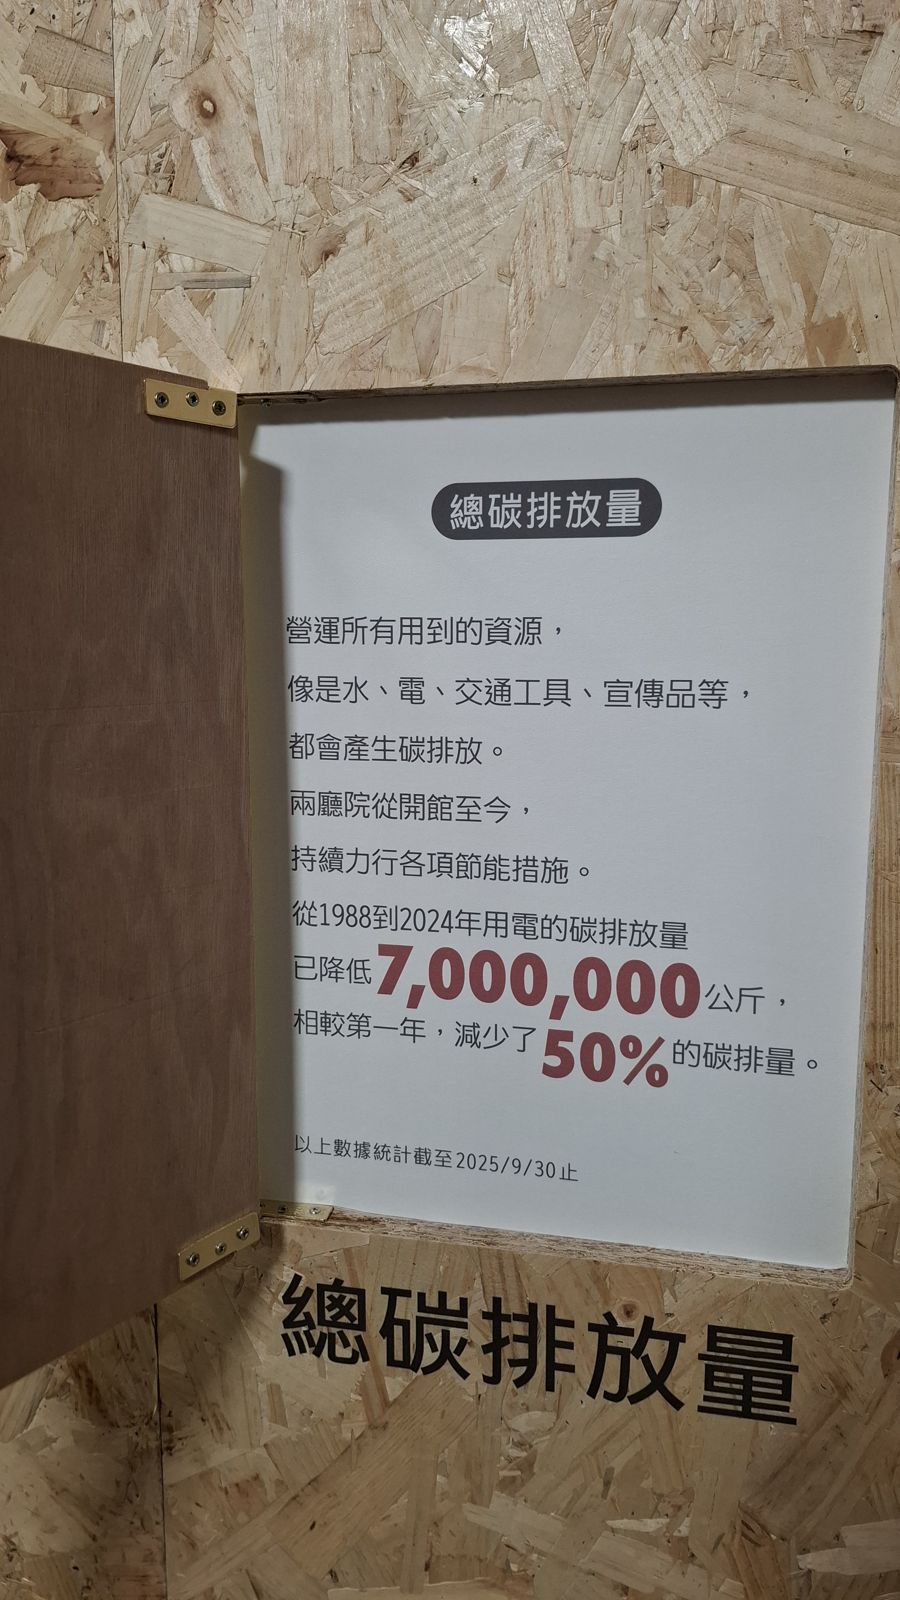 總碳排放量
營運所有用到的資源，
像是水、電、交通工具、宣傳品等，
都會產生碳排放。
兩廳院從開館至今，
持續力行各項節能措施。
從1988到2024年用電的碳排放量
已降低7,000,000公斤，
相較第一年，減少了50%的碳排量。
以上數據統計截至2025/9/30止
總碳排放量